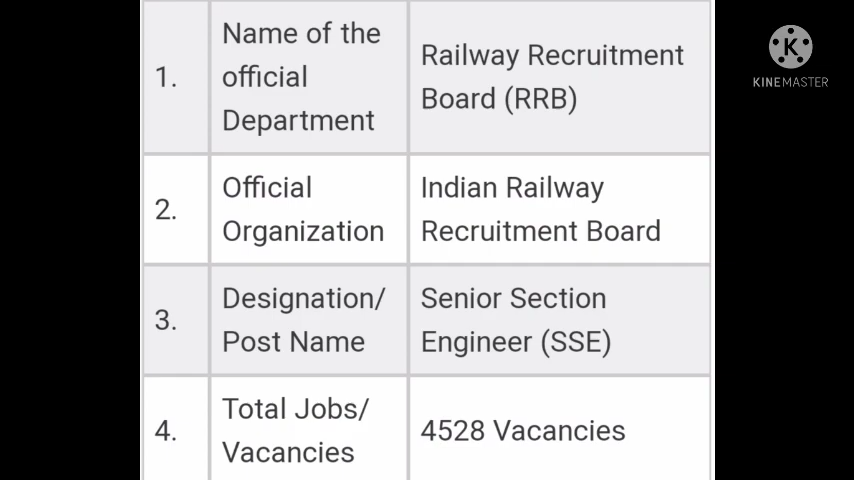 1.
Name of the
official
Department
Railway Recruitment
Board (RRB)
2.
Official
Organization
Indian Railway
Recruitment Board
3.
Designation/
Post Name
Senior Section
Engineer (SSE)
4.
Total Jobs/
Vacancies
4528 Vacancies
K
KINEMASTER